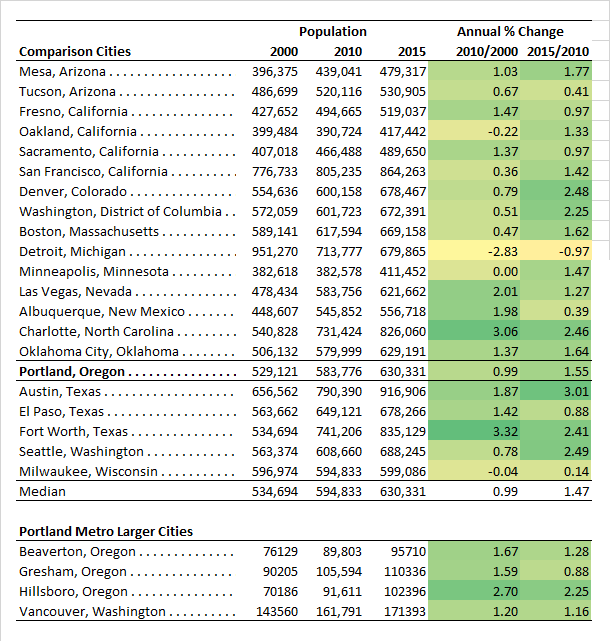 Population Annual % Change
Comparison Cities 2000 2010 2015 2010/2000 2015/2010
Mesa, Arizona . . . . . . . . . . . . . . . . . . 396,375 439,041 479,317 1.03 1.77
Tucson, Arizona . . . . . . . . . . . . . . . . . 486,699 520,116 530,905 0.67 0.41
Fresno, California . . . . . . . . . . . . . . . 427,652 494,665 519,037 1.47 0.97
Oakland, California . . . . . . . . . . . . . . 399,484 390,724 417,442 -0.22 1.33
Sacramento, California . . . . . . . . . . . 407,018 466,488 489,650 1.37 0.97
San Francisco, California . . . . . . . . . . 776,733 805,235 864,263 0.36 1.42
Denver, Colorado . . . . . . . . . . . . . . . 554,636 600,158 678,467 0.79 2.48
Washington, District of Columbia . . 572,059 601,723 672,391 0.51 2.25
Boston, Massachusetts . . . . . . . . . . . 589,141 617,594 669,158 0.47 1.62
Detroit, Michigan . . . . . . . . . . . . . . . 951,270 713,777 679,865 -2.83 -0.97
Minneapolis, Minnesota . . . . . . . . . 382,618 382,578 411,452 0.00 1.47
Las Vegas, Nevada . . . . . . . . . . . . . . 478,434 583,756 621,662 2.01 1.27
Albuquerque, New Mexico . . . . . . . 448,607 545,852 556,718 1.98 0.39
Charlotte, North Carolina . . . . . . . . 540,828 731,424 826,060 3.06 2.46
Oklahoma City, Oklahoma . . . . . . . . 506,132 579,999 629,191 1.37 1.64
Portland, Oregon . . . . . . . . . . . . . . . 529,121 583,776 630,331 0.99 1.55
Austin, Texas . . . . . . . . . . . . . . . . . . 656,562 790,390 916,906 1.87 3.01
El Paso, Texas . . . . . . . . . . . . . . . . . . 563,662 649,121 678,266 1.42 0.88
Fort Worth, Texas . . . . . . . . . . . . . . . 534,694 741,206 835,129 3.32 2.41
Seattle, Washington . . . . . . . . . . . . . 563,374 608,660 688,245 0.78 2.49
Milwaukee, Wisconsin . . . . . . . . . . . 596,974 594,833 599,086 -0.04 0.14
Median 534,694 594,833 630,331 0.99 1.47
Portland Metro Larger Cities
Beaverton, Oregon . . . . . . . . . . . . . . 76129 89,803 95710 1.67 1.28
Gresham, Oregon . . . . . . . . . . . . . . . 90205 105,594 110336 1.59 0.88
Hillsboro, Oregon . . . . . . . . . . . . . . . 70186 91,611 102396 2.70 2.25
Vancouver, Washington . . . . . . . . . . 143560 161,791 171393 1.20 1.16